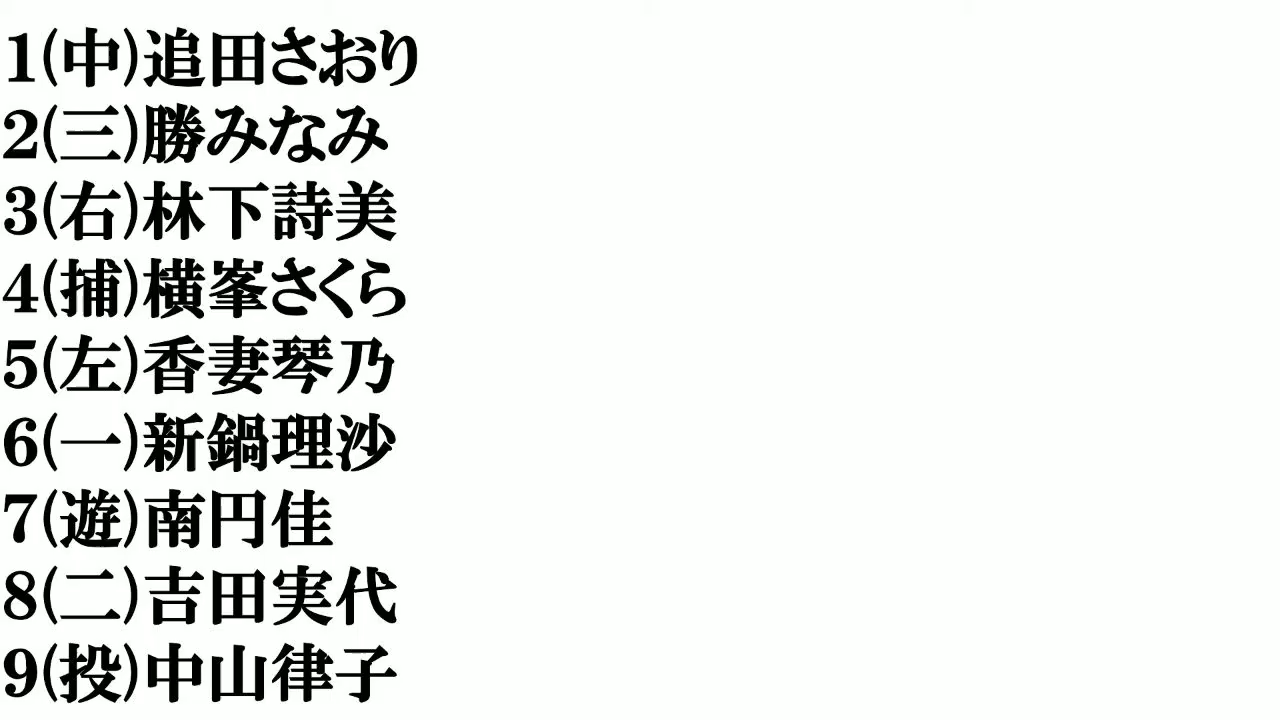 1(中)追田さおり
2(三)勝みなみ
3(右)林下詩美
4(捕)横峯さくら
5(左)香妻琴乃
6(一)新鍋理沙
7(遊)南円佳
8(二)吉田実代
9(投)中山律子